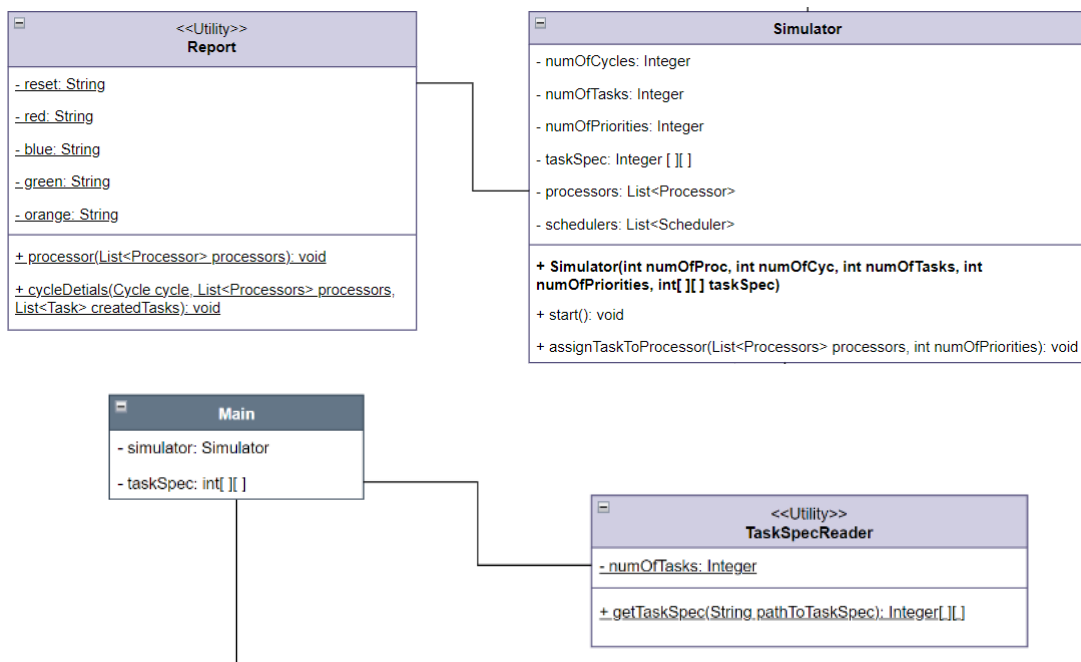 <<Utility>>
Report
- reset: String
- red: String
- blue: String
- green: String
- orange: String
+ processor(List<Processor> processors): void
+ cycleDetials(Cycle cycle, List<Processors> processors,
List<Task> createdTasks): void
Simulator
- numOfCycles: Integer
- numOfTasks: Integer
- numOfPriorities: Integer
- taskSpec: Integer [ ][ ]
- processors: List<Processor>
- schedulers: List<Scheduler>
+ Simulator(int numOfProc, int numOfCyc, int numOfTasks, int
numOfPriorities, int[ ][ ] taskSpec)
+ start(): void
+ assignTaskToProcessor(List<Processors> processors, int numOfPriorities): void
Main
- simulator: Simulator
- taskSpec: int[ ][ ]
<<Utility>>
TaskSpecReader
- numOfTasks: Integer
+ getTaskSpec(String pathToTaskSpec): Integer[ ][ ]